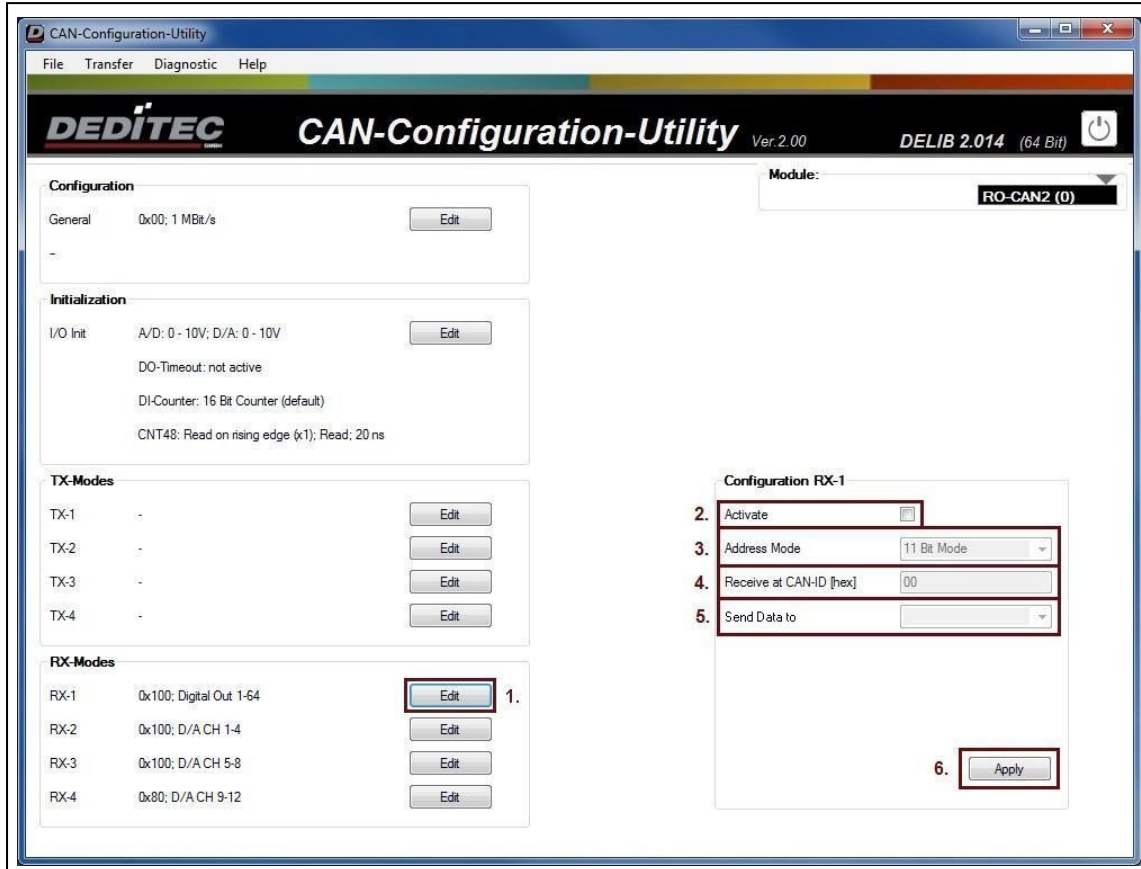 CAN-Configuration-Utility
File Transfer Diagnostic Help
DEDITEC GMBH CAN-Configuration-Utility Ver.2.00 DELIB 2.014 (64 Bit)
Module:
RO-CAN2 (0)
Configuration
General 0x00; 1 MBit/s Edit
-
Initialization
I/O Init A/D: 0 - 10V; D/A: 0 - 10V Edit
DO-Timeout: not active
DI-Counter: 16 Bit Counter (default)
CNT48: Read on rising edge (x1); Read; 20 ns
TX-Modes
TX-1 - Edit
TX-2 - Edit
TX-3 - Edit
TX-4 - Edit
RX-Modes
RX-1 0x100; Digital Out 1-64 Edit 1.
RX-2 0x100; D/A CH 1-4 Edit
RX-3 0x100; D/A CH 5-8 Edit
RX-4 0x80; D/A CH 9-12 Edit
Configuration RX-1
2. Activate
3. Address Mode 11 Bit Mode
4. Receive at CAN-ID [hex] 00
5. Send Data to
6. Apply